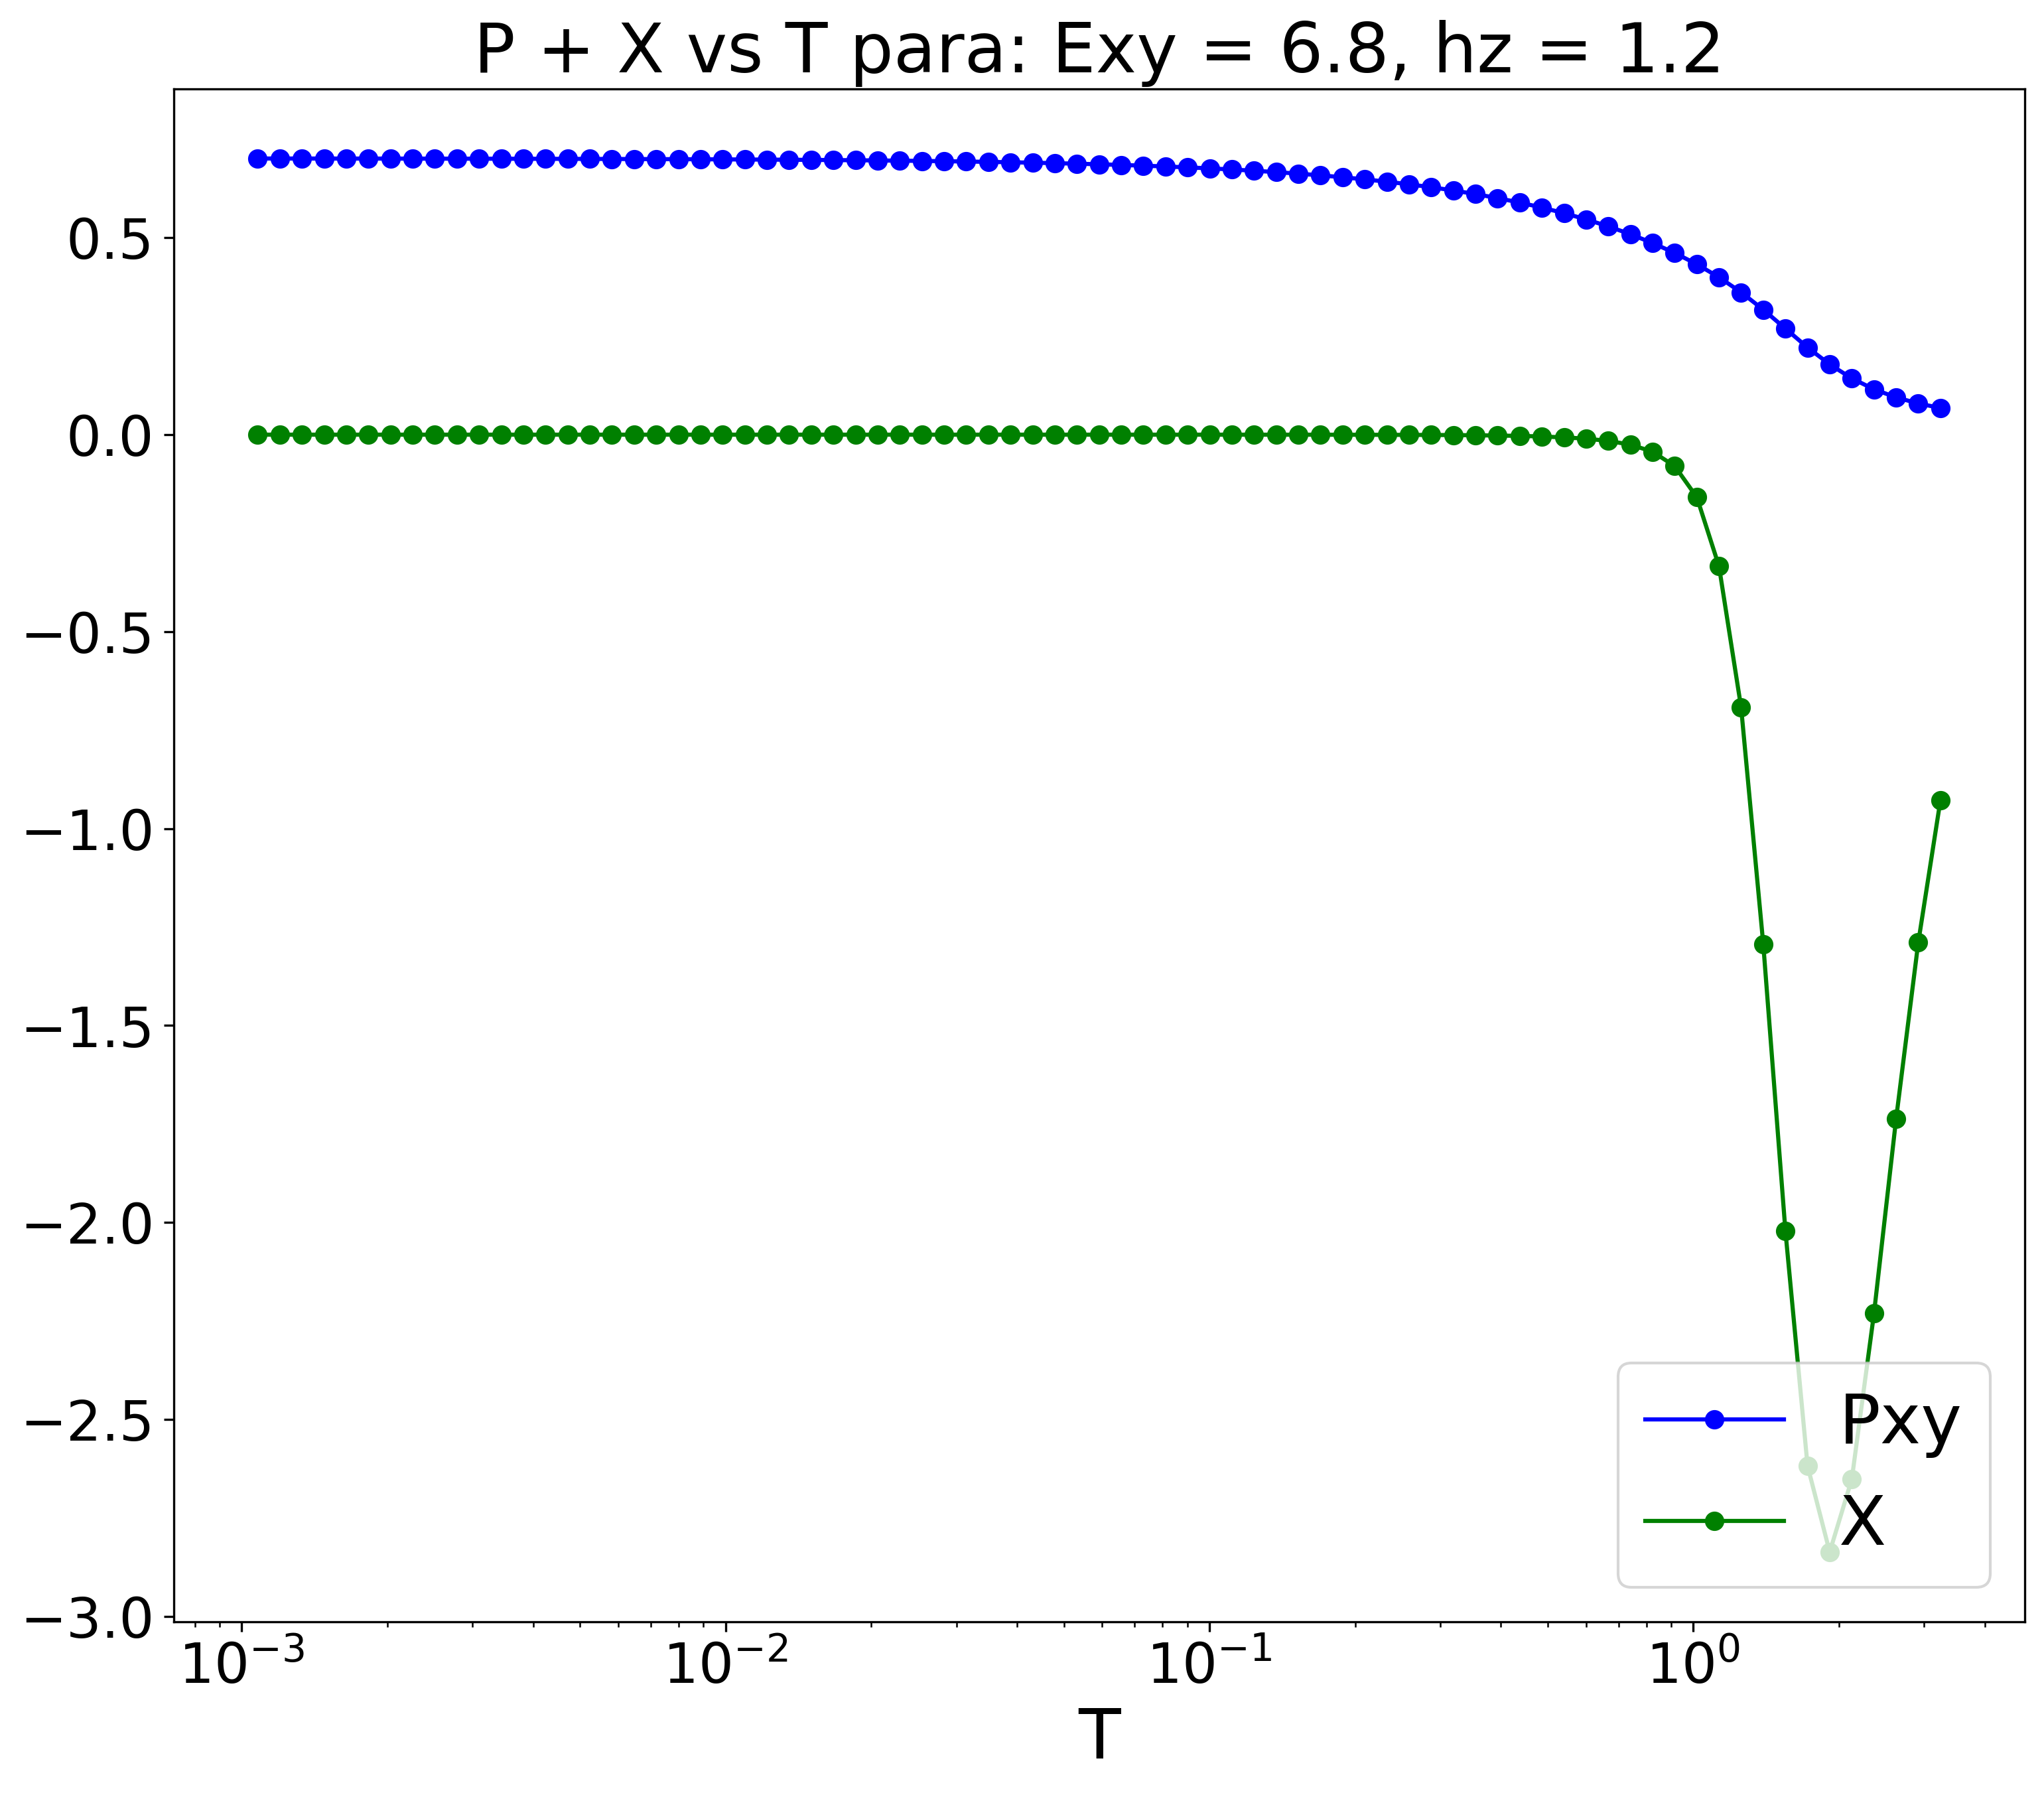 P + X vs T para: Exy = 6.8, hz = 1.2
0.5
0.0
−0.5
−1.0
−1.5
−2.0
−2.5
−3.0
Pxy
X
10⁻³ 10⁻² 10⁻¹ 10⁰
T